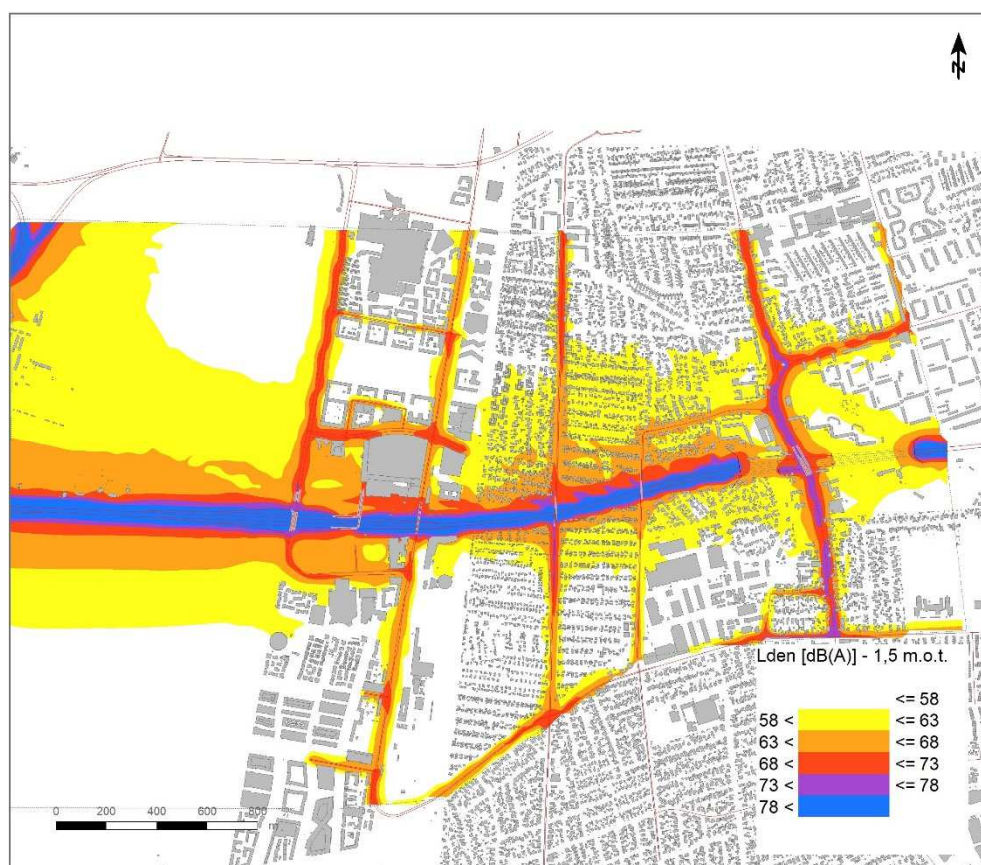 N
Lden [dB(A)] - 1,5 m.o.t.
<= 58
58 < <= 63
63 < <= 68
68 < <= 73
73 < <= 78
78 <
0 200 400 600 800
m